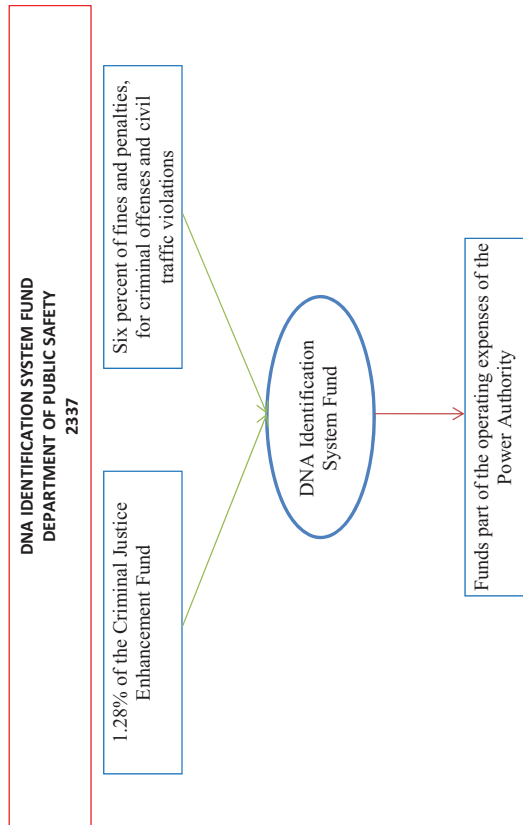 DNA IDENTIFICATION SYSTEM FUND
DEPARTMENT OF PUBLIC SAFETY
2337
1.28% of the Criminal Justice
Enhancement Fund
Six percent of fines and penalties,
for criminal offenses and civil
traffic violations
DNA Identification
System Fund
Funds part of the operating expenses of the
Power Authority